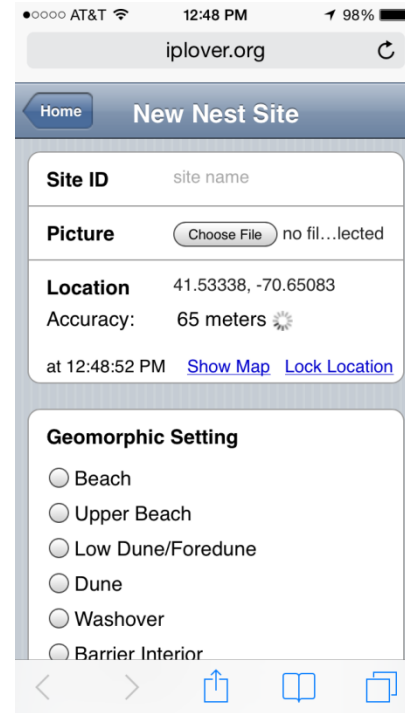 AT&T 12:48 PM 98%
iplover.org
Home New Nest Site
Site ID site name
Picture Choose File no fil...lected
Location 41.53338, -70.65083
Accuracy: 65 meters
at 12:48:52 PM Show Map Lock Location
Geomorphic Setting
Beach
Upper Beach
Low Dune/Foredune
Dune
Washover
Barrier Interior